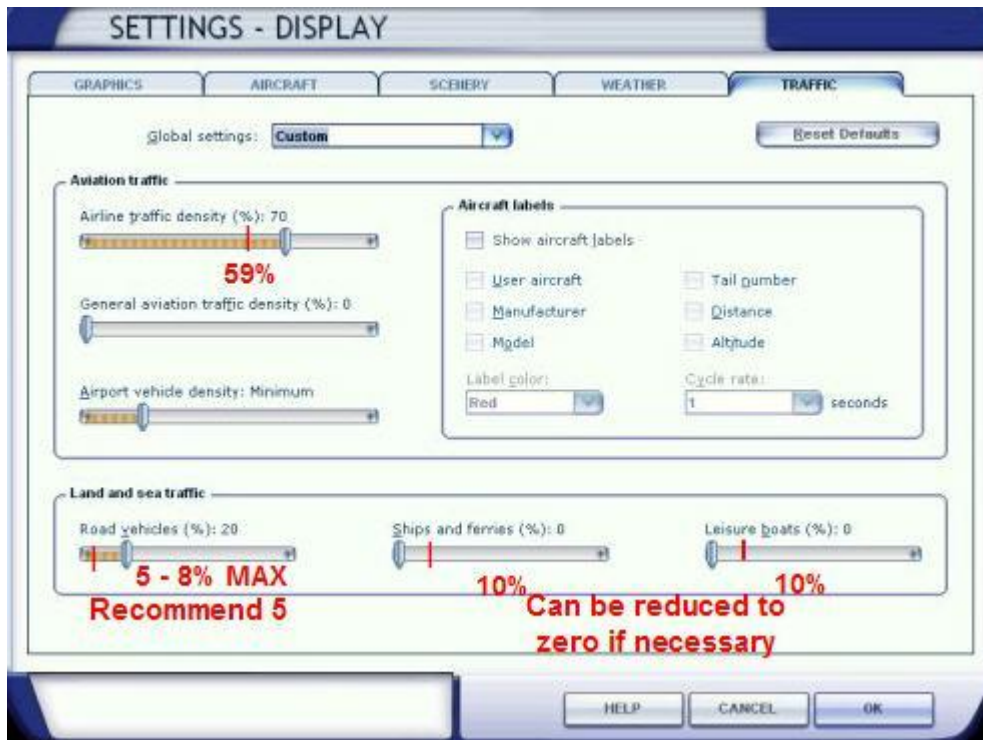 SETTINGS - DISPLAY
GRAPHICS AIRCRAFT SCENERY WEATHER TRAFFIC
Global settings: Custom Reset Defaults
Aviation traffic
Airline traffic density (%): 70
59%
General aviation traffic density (%): 0
Airport vehicle density: Minimum
Aircraft labels
Show aircraft labels
User aircraft Tail number
Manufacturer Distance
Model Altitude
Label color: Cycle rate:
Red 1 seconds
Land and sea traffic
Road vehicles (%): 20 Ships and ferries (%): 0 Leisure boats (%): 0
5 - 8% MAX
Recommend 5
10%
10%
Can be reduced to
zero if necessary
HELP CANCEL OK